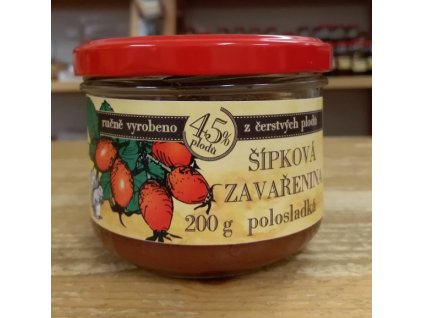 ručně vyrobeno
45%
plodů
z čerstvých plodů
ŠÍPKOVÁ
ZAVAŘENINA
200 g polosladká